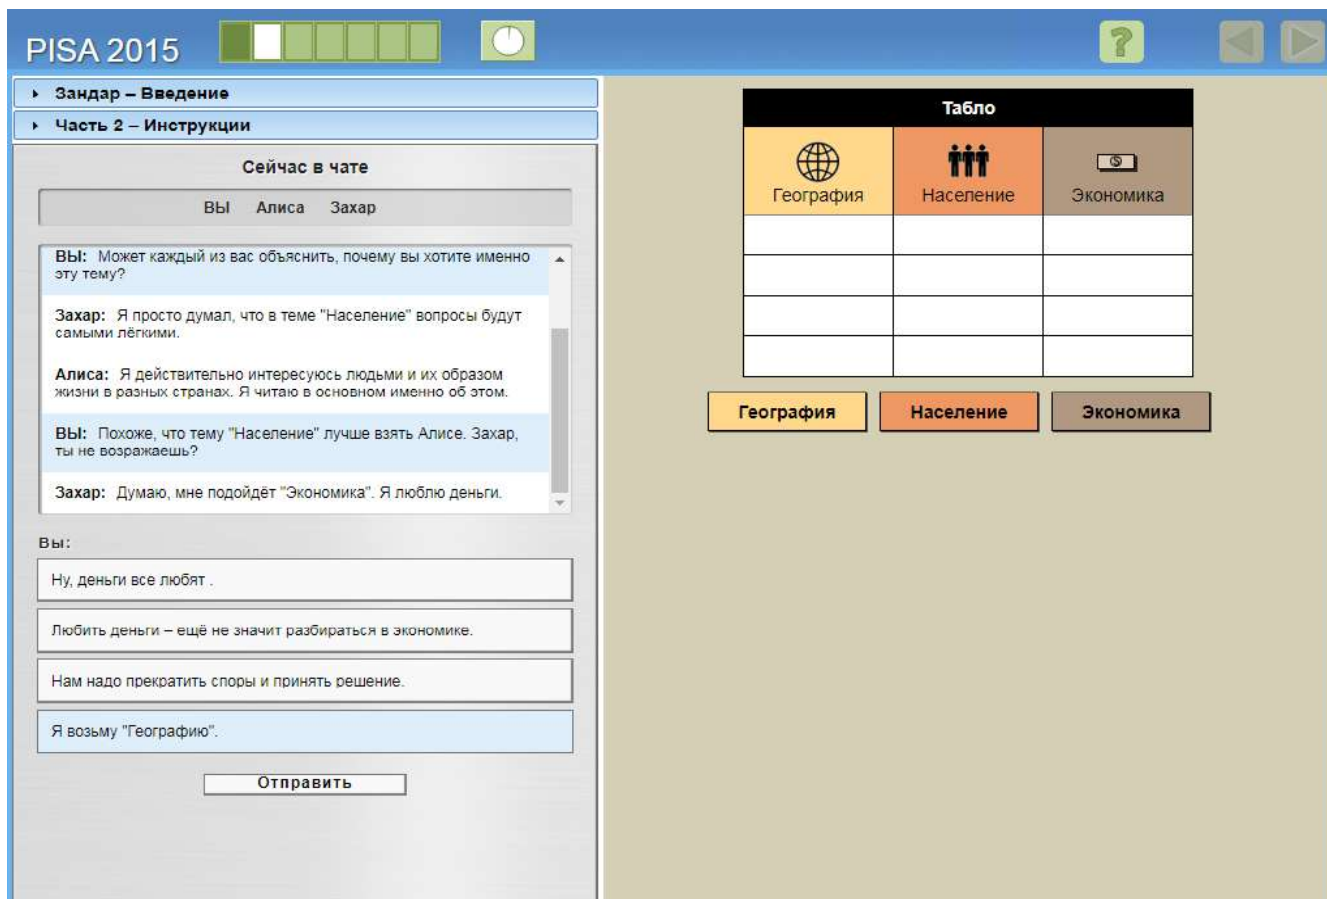 PISA 2015
?
Зандар – Введение
Часть 2 – Инструкции
Сейчас в чате
ВЫ Алиса Захар
ВЫ: Может каждый из вас объяснить, почему вы хотите именно
эту тему?
Захар: Я просто думал, что в теме "Население" вопросы будут
самыми лёгкими.
Алиса: Я действительно интересуюсь людьми и их образом
жизни в разных странах. Я читаю в основном именно об этом.
ВЫ: Похоже, что тему "Население" лучше взять Алисе. Захар,
ты не возражаешь?
Захар: Думаю, мне подойдёт "Экономика". Я люблю деньги.
Вы:
Ну, деньги все любят .
Любить деньги – ещё не значит разбираться в экономике.
Нам надо прекратить споры и принять решение.
Я возьму "Географию".
Отправить
Табло
География Население Экономика
География Население Экономика